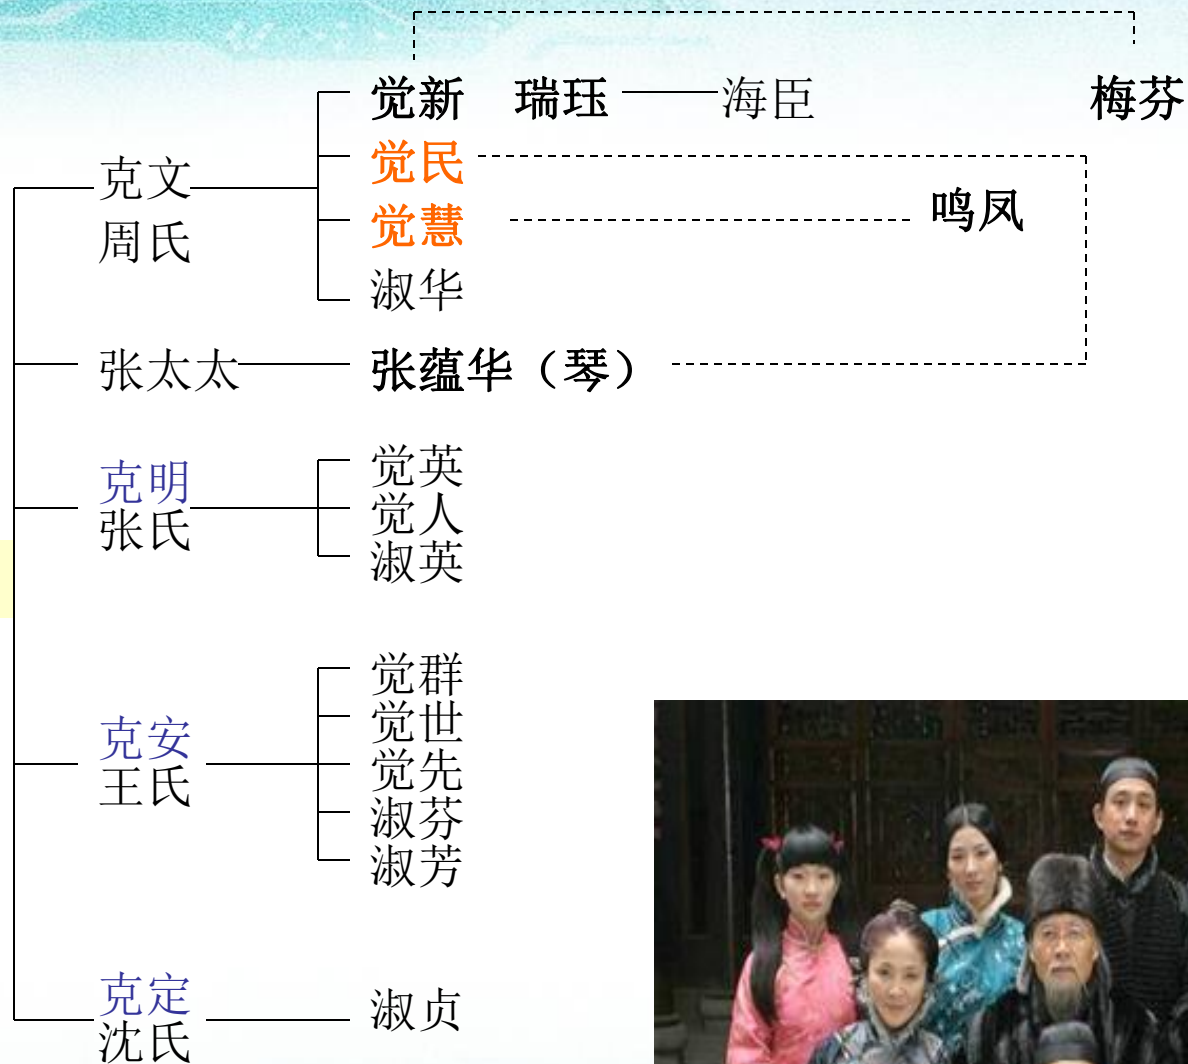 觉新 瑞珏 海臣 梅芬
克文
周氏
觉民
觉慧 鸣凤
淑华
张太太 张蕴华（琴）
克明
张氏
觉英
觉人
淑英
克安
王氏
觉群
觉世
觉先
淑芬
淑芳
克定
沈氏
淑贞